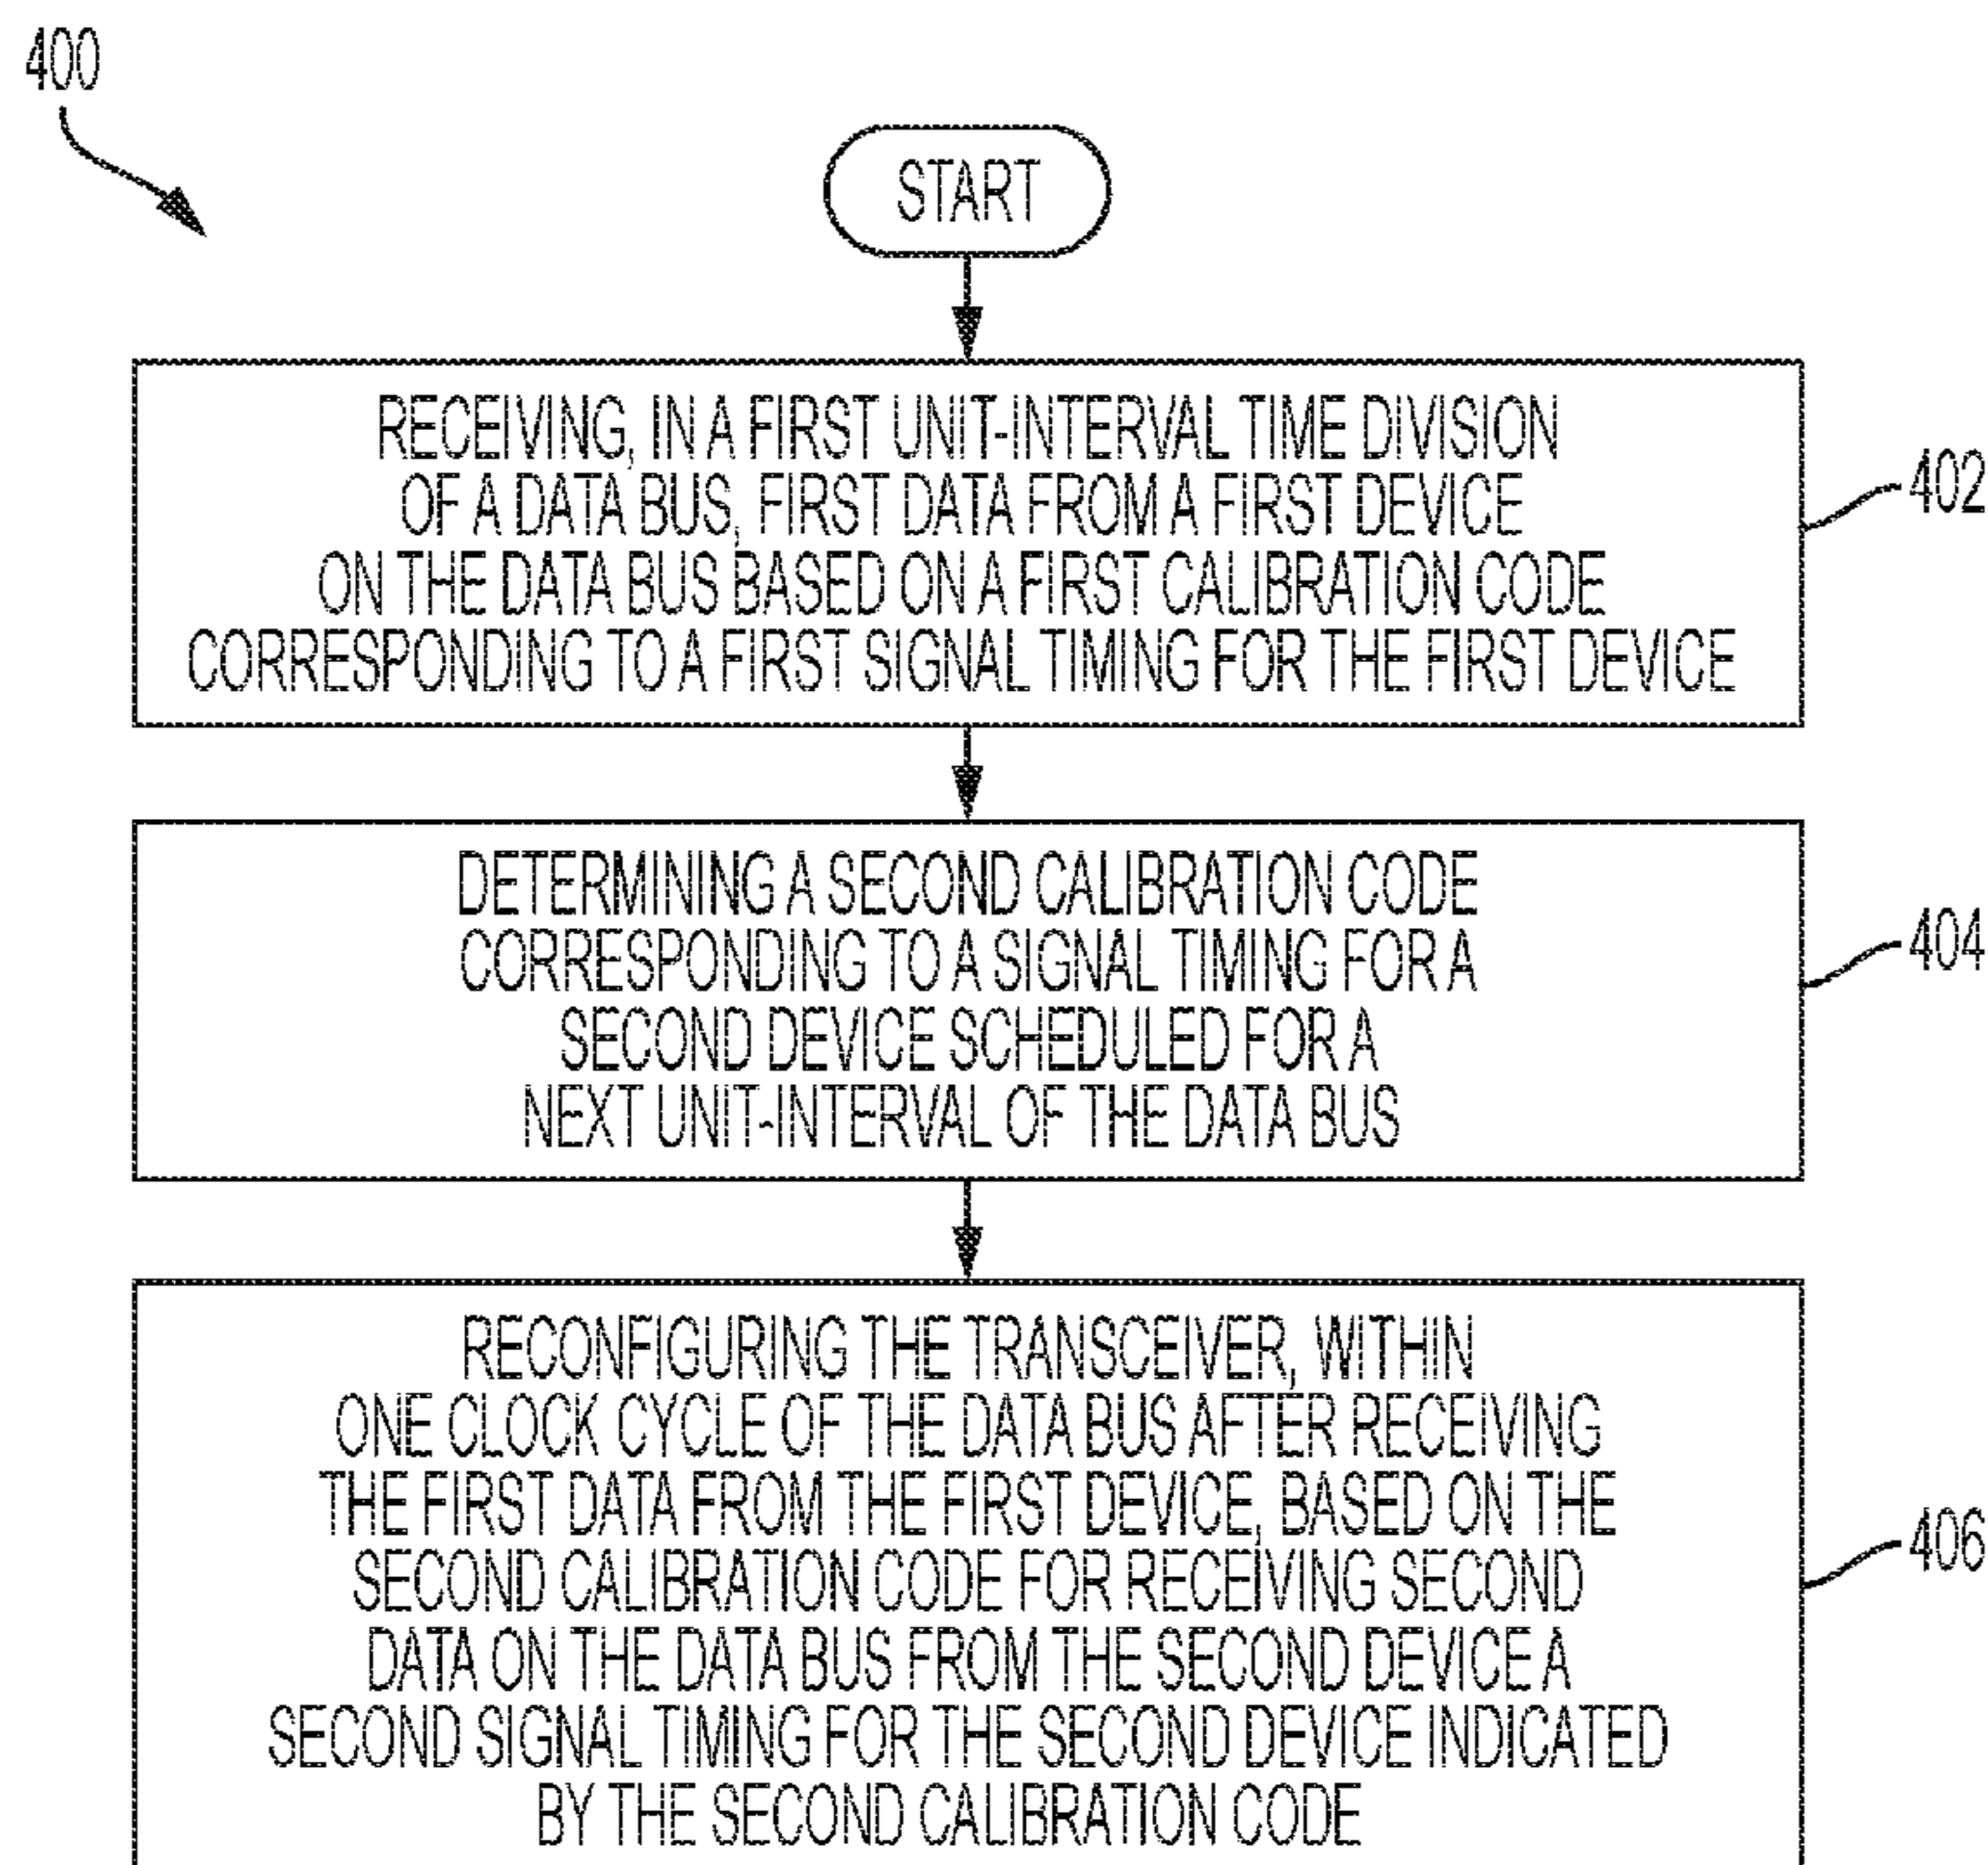 400
START
RECEIVING, IN A FIRST UNIT-INTERVAL TIME DIVISION
OF A DATA BUS, FIRST DATA FROM A FIRST DEVICE
ON THE DATA BUS BASED ON A FIRST CALIBRATION CODE
CORRESPONDING TO A FIRST SIGNAL TIMING FOR THE FIRST DEVICE
402
DETERMINING A SECOND CALIBRATION CODE
CORRESPONDING TO A SIGNAL TIMING FOR A
SECOND DEVICE SCHEDULED FOR A
NEXT UNIT-INTERVAL OF THE DATA BUS
404
RECONFIGURING THE TRANSCEIVER, WITHIN
ONE CLOCK CYCLE OF THE DATA BUS AFTER RECEIVING
THE FIRST DATA FROM THE FIRST DEVICE, BASED ON THE
SECOND CALIBRATION CODE FOR RECEIVING SECOND
DATA ON THE DATA BUS FROM THE SECOND DEVICE A
SECOND SIGNAL TIMING FOR THE SECOND DEVICE INDICATED
BY THE SECOND CALIBRATION CODE
406